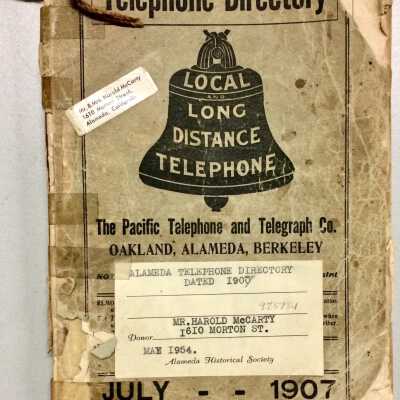 Telephone Directory
Mr. & Mrs. Harold McCarty
1610 Morton Street
Alameda, California
LOCAL
AND
LONG
DISTANCE
TELEPHONE
The Pacific Telephone and Telegraph Co.
OAKLAND, ALAMEDA, BERKELEY
ALAMEDA TELEPHONE DIRECTORY
DATED 1907
MR. HAROLD McCARTY
Donor 1610 MORTON ST.
MAY 1954.
Alameda Historical Society
JULY - - 1907